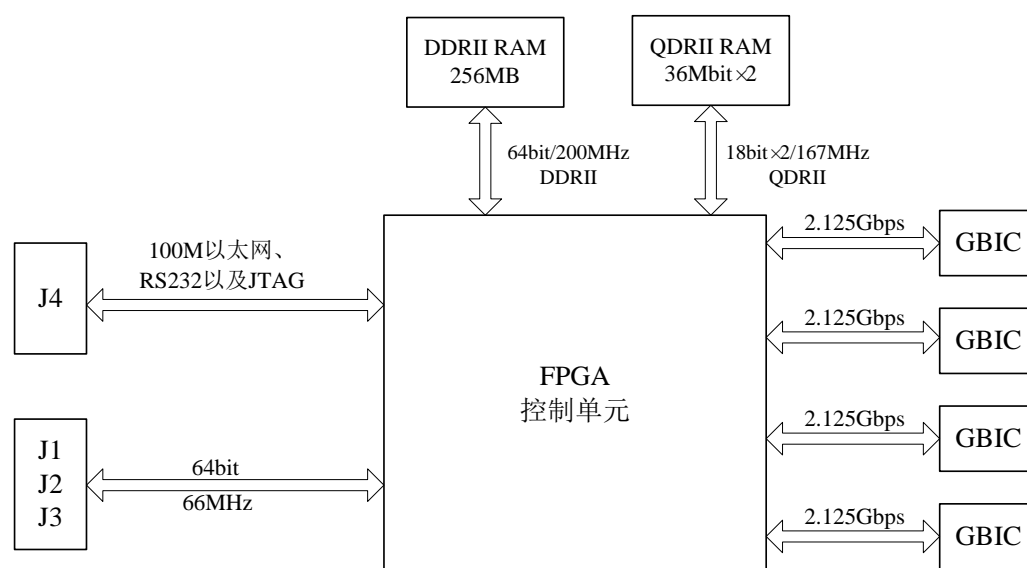 DDRII RAM
256MB
QDRII RAM
36Mbit×2
64bit/200MHz
DDRII
18bit×2/167MHz
QDRII
100M以太网、
RS232以及JTAG
J4
J1
J2
J3
64bit
66MHz
FPGA
控制单元
2.125Gbps
GBIC
2.125Gbps
GBIC
2.125Gbps
GBIC
2.125Gbps
GBIC